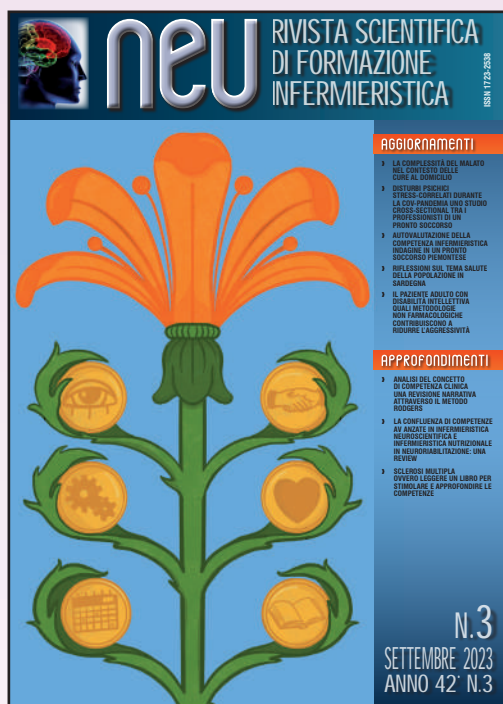 neu
RIVISTA SCIENTIFICA
DI FORMAZIONE
INFERMIERISTICA
ISSN 1723-2538
AGGIORNAMENTI
LA COMPLESSITÀ DEL MALATO
NEL CONTESTO DELLE
CURE AL DOMICILIO
DISTURBI PSICHICI
STRESS-CORRELATI DURANTE
LA COV-PANDEMIA UNO STUDIO
CROSS-SECTIONAL TRA I
PROFESSIONISTI DI UN
PRONTO SOCCORSO
AUTOVALUTAZIONE DELLA
COMPETENZA INFERMIERISTICA
INDAGINE IN UN PRONTO
SOCCORSO PIEMONTESE
RIFLESSIONI SUL TEMA SALUTE
DELLA POPOLAZIONE IN
SARDEGNA
IL PAZIENTE ADULTO CON
DISABILITÀ INTELLETTIVA
QUALI METODOLOGIE
NON FARMACOLOGICHE
CONTRIBUISCONO A
RIDURRE L'AGGRESSIVITÀ
APPROFONDIMENTI
ANALISI DEL CONCETTO
DI COMPETENZA CLINICA
UNA REVISIONE NARRATIVA
ATTRAVERSO IL METODO
RODGERS
LA CONFLUENZA DI COMPETENZE
AV ANZATE IN INFERMIERISTICA
NEUROSCIENTIFICA E
INFERMIERISTICA NUTRIZIONALE
IN NEURORIABILITAZIONE: UNA
REVIEW
SCLEROSI MULTIPLA
OVVERO LEGGERE UN LIBRO PER
STIMOLARE E APPROFONDIRE LE
COMPETENZE
N.3
SETTEMBRE 2023
ANNO 42° N.3